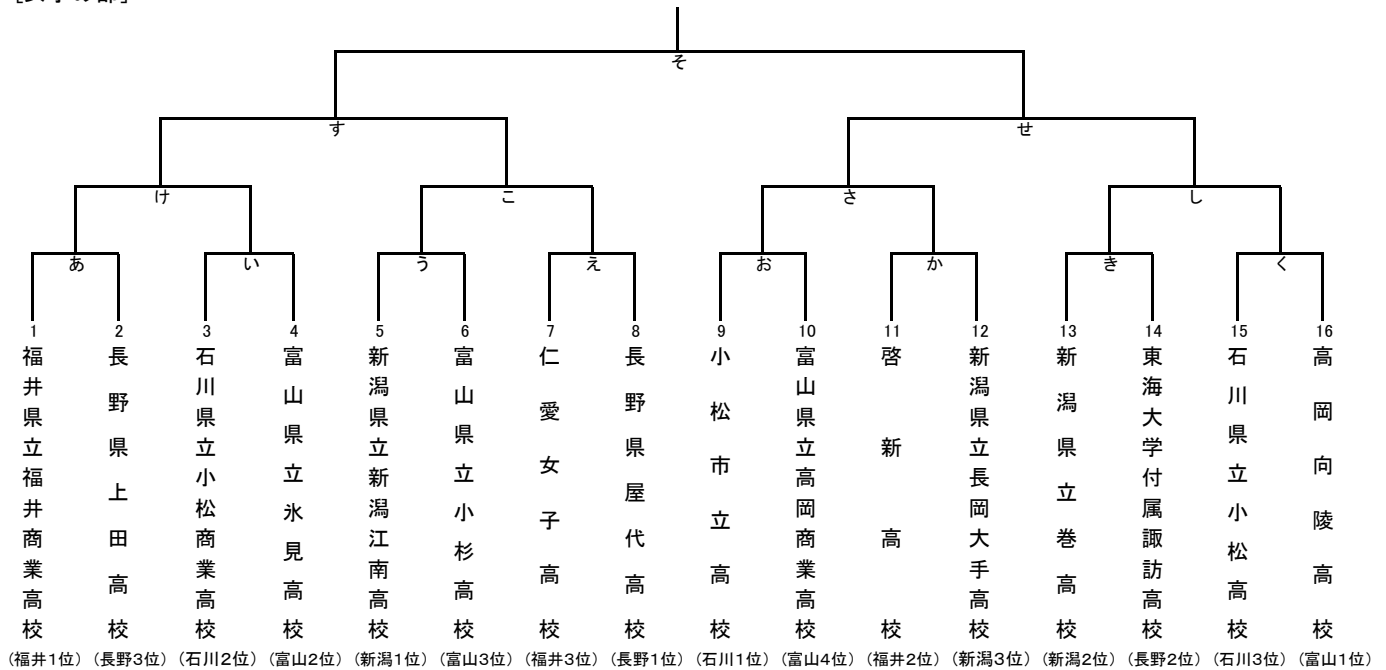 そ
す
せ
け
こ
さ
し
あ
い
う
え
お
か
き
く
1
2
3
4
5
6
7
8
9
10
11
12
13
14
15
16
福井県立福井商業高校
長野県上田高校
石川県立小松商業高校
富山県立氷見高校
新潟県立新潟江南高校
富山県立小杉高校
仁愛女子高校
長野県屋代高校
小松市立高校
富山県立高岡商業高校
啓新高校
新潟県立長岡大手高校
新潟県立巻高校
東海大学付属諏訪高校
石川県立小松高校
高岡向陵高校
(福井1位)
(長野3位)
(石川2位)
(富山2位)
(新潟1位)
(富山3位)
(福井3位)
(長野1位)
(石川1位)
(富山4位)
(福井2位)
(新潟3位)
(新潟2位)
(長野2位)
(石川3位)
(富山1位)